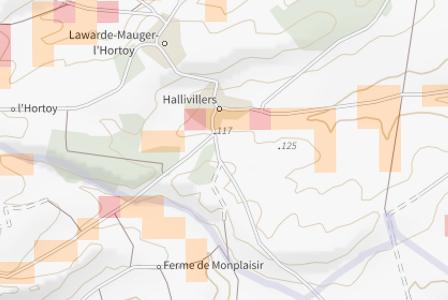 Lawarde-Mauger-
l'Hortoy
Hallivillers
l'Hortoy
117
125
Ferme de Monplaisir